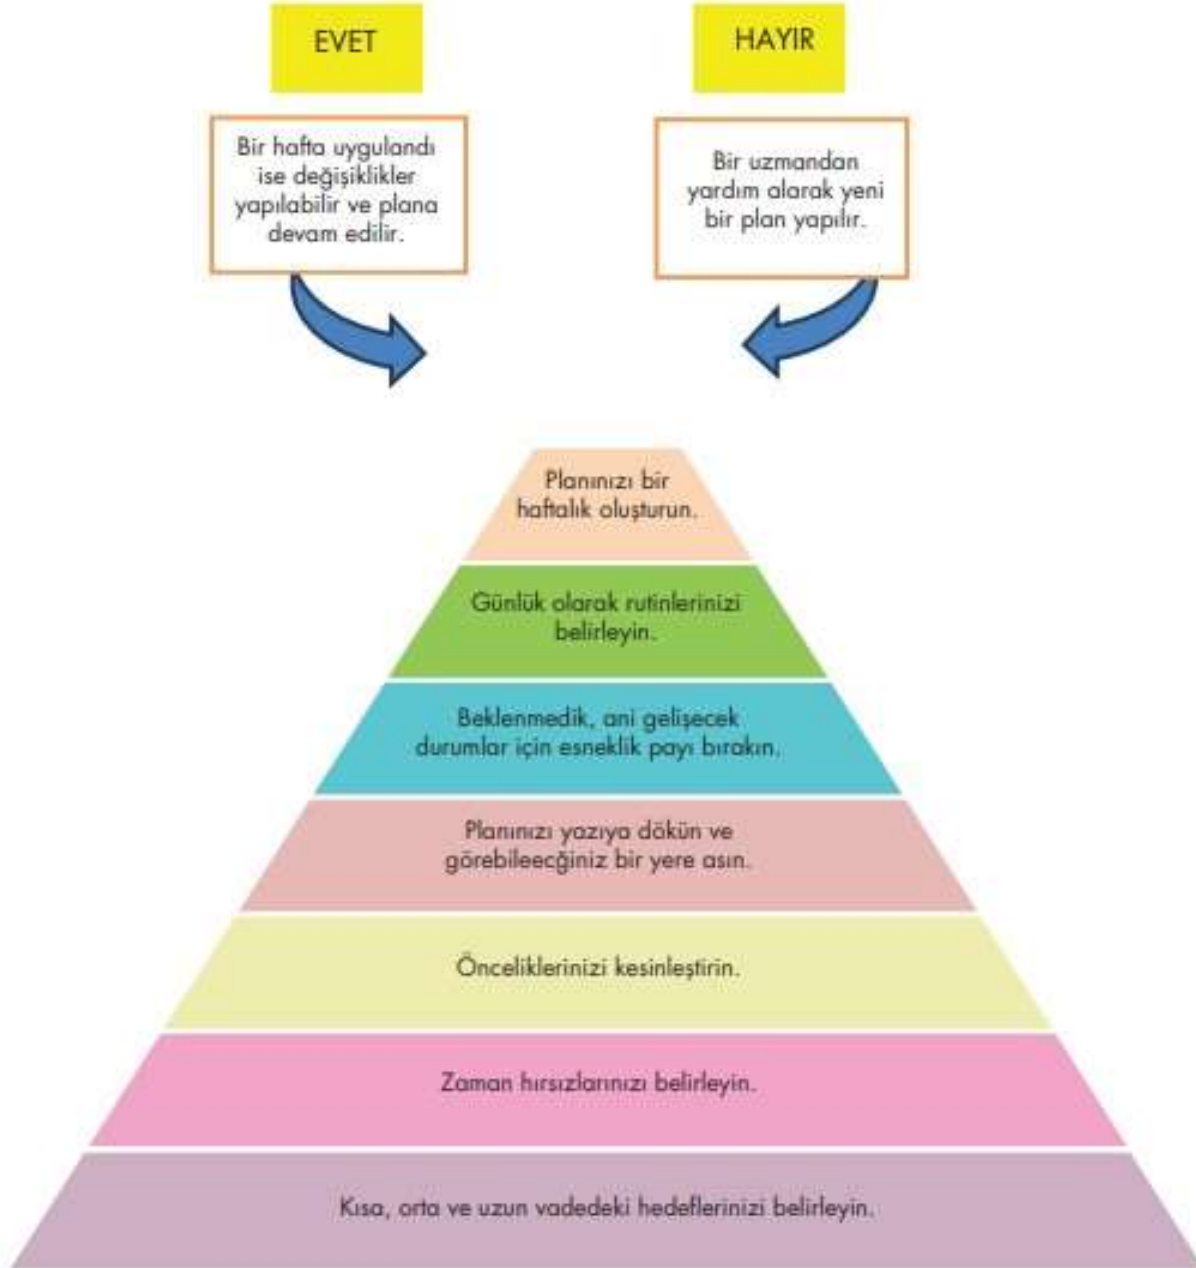 EVET
HAYIR
Bir hafta uygulandı
ise değişiklikler
yapılabilir ve plana
devam edilir.
Bir uzmandan
yardım alarak yeni
bir plan yapılır.
Planınızı bir
haftalık oluşturun.
Günlük olarak rutinlerinizi
belirleyin.
Beklenmedik, ani gelişecek
durumlar için esneklik payı bırakın.
Planınızı yazıya dökün ve
görebileecğiniz bir yere asın.
Önceliklerinizi kesinleştirin.
Zaman hırsızlarınızı belirleyin.
Kısa, orta ve uzun vadedeki hedeflerinizi belirleyin.